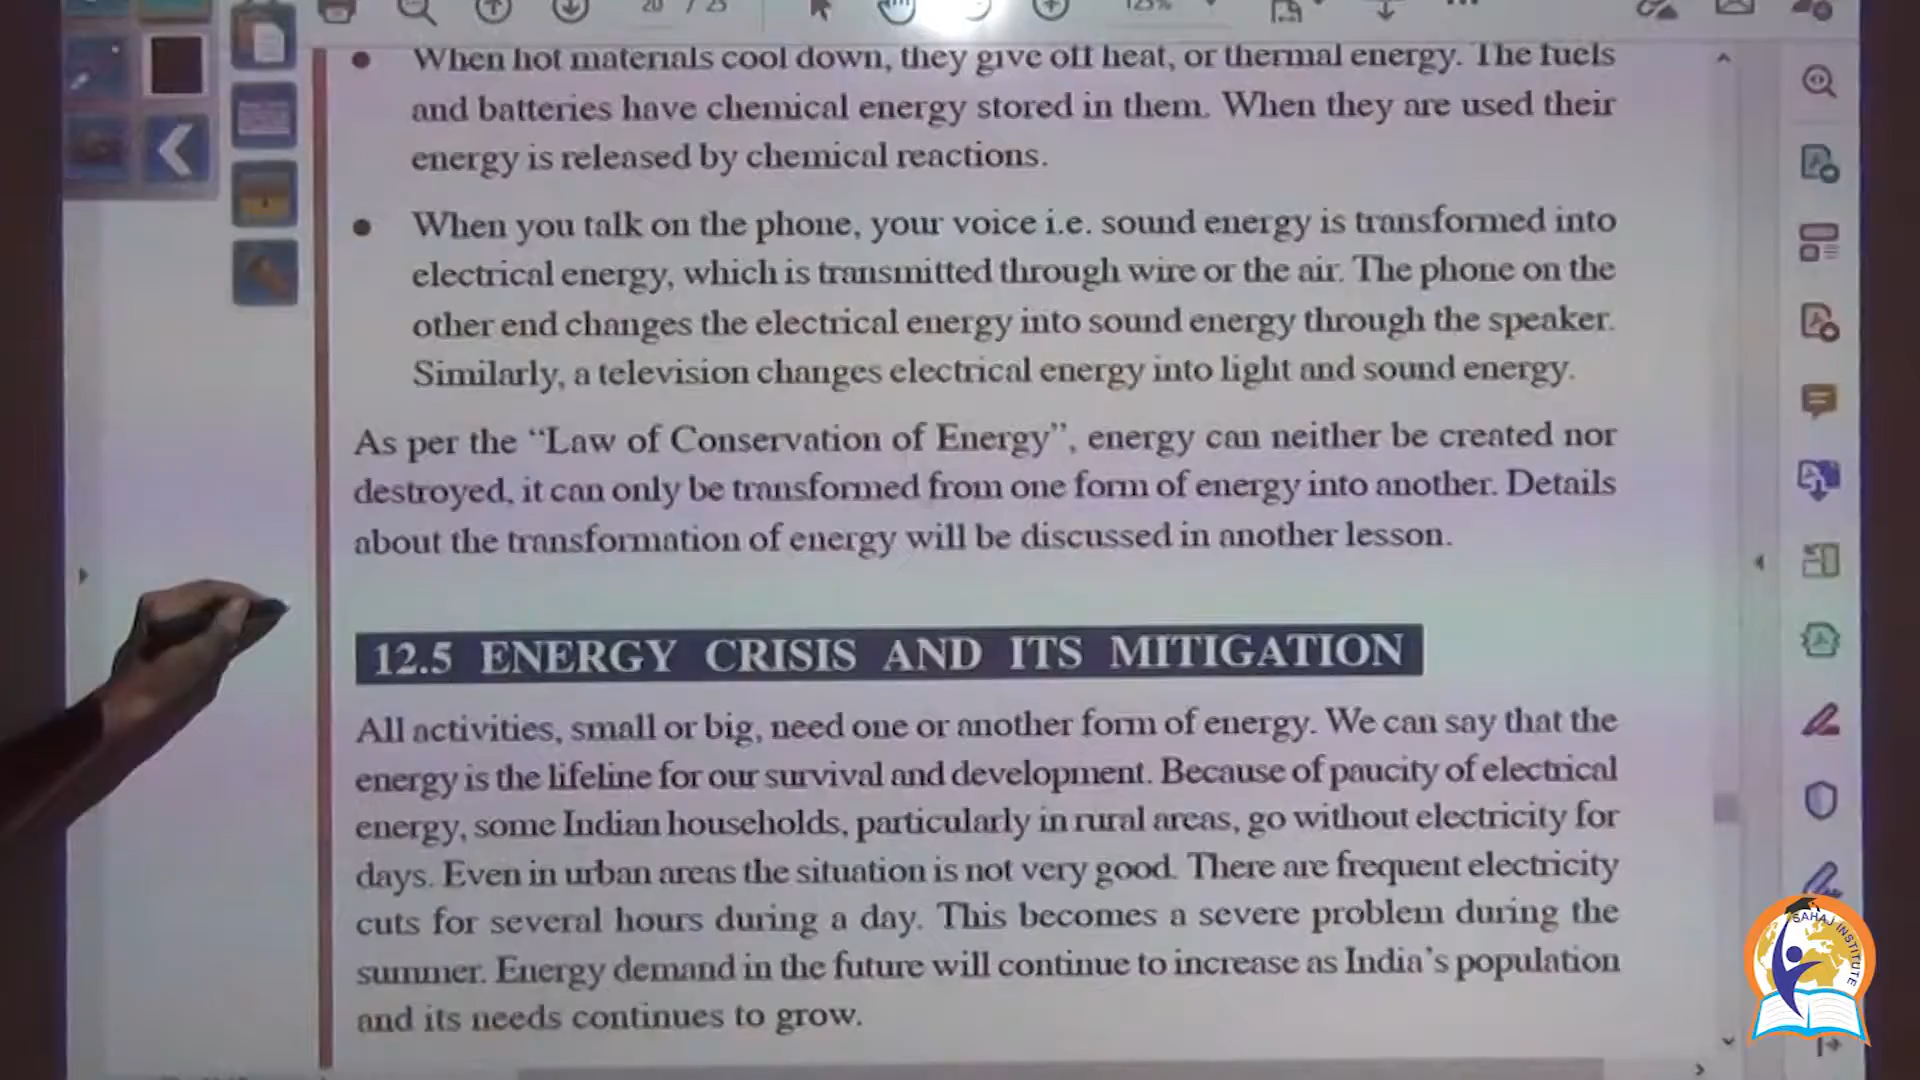 20 / 25
125%
• When hot materials cool down, they give off heat, or thermal energy. The fuels
and batteries have chemical energy stored in them. When they are used their
energy is released by chemical reactions.
• When you talk on the phone, your voice i.e. sound energy is transformed into
electrical energy, which is transmitted through wire or the air. The phone on the
other end changes the electrical energy into sound energy through the speaker.
Similarly, a television changes electrical energy into light and sound energy.
As per the “Law of Conservation of Energy”, energy can neither be created nor
destroyed, it can only be transformed from one form of energy into another. Details
about the transformation of energy will be discussed in another lesson.
12.5 ENERGY CRISIS AND ITS MITIGATION
All activities, small or big, need one or another form of energy. We can say that the
energy is the lifeline for our survival and development. Because of paucity of electrical
energy, some Indian households, particularly in rural areas, go without electricity for
days. Even in urban areas the situation is not very good. There are frequent electricity
cuts for several hours during a day. This becomes a severe problem during the
summer. Energy demand in the future will continue to increase as India’s population
and its needs continues to grow.
SAHAJ INSTITUTE